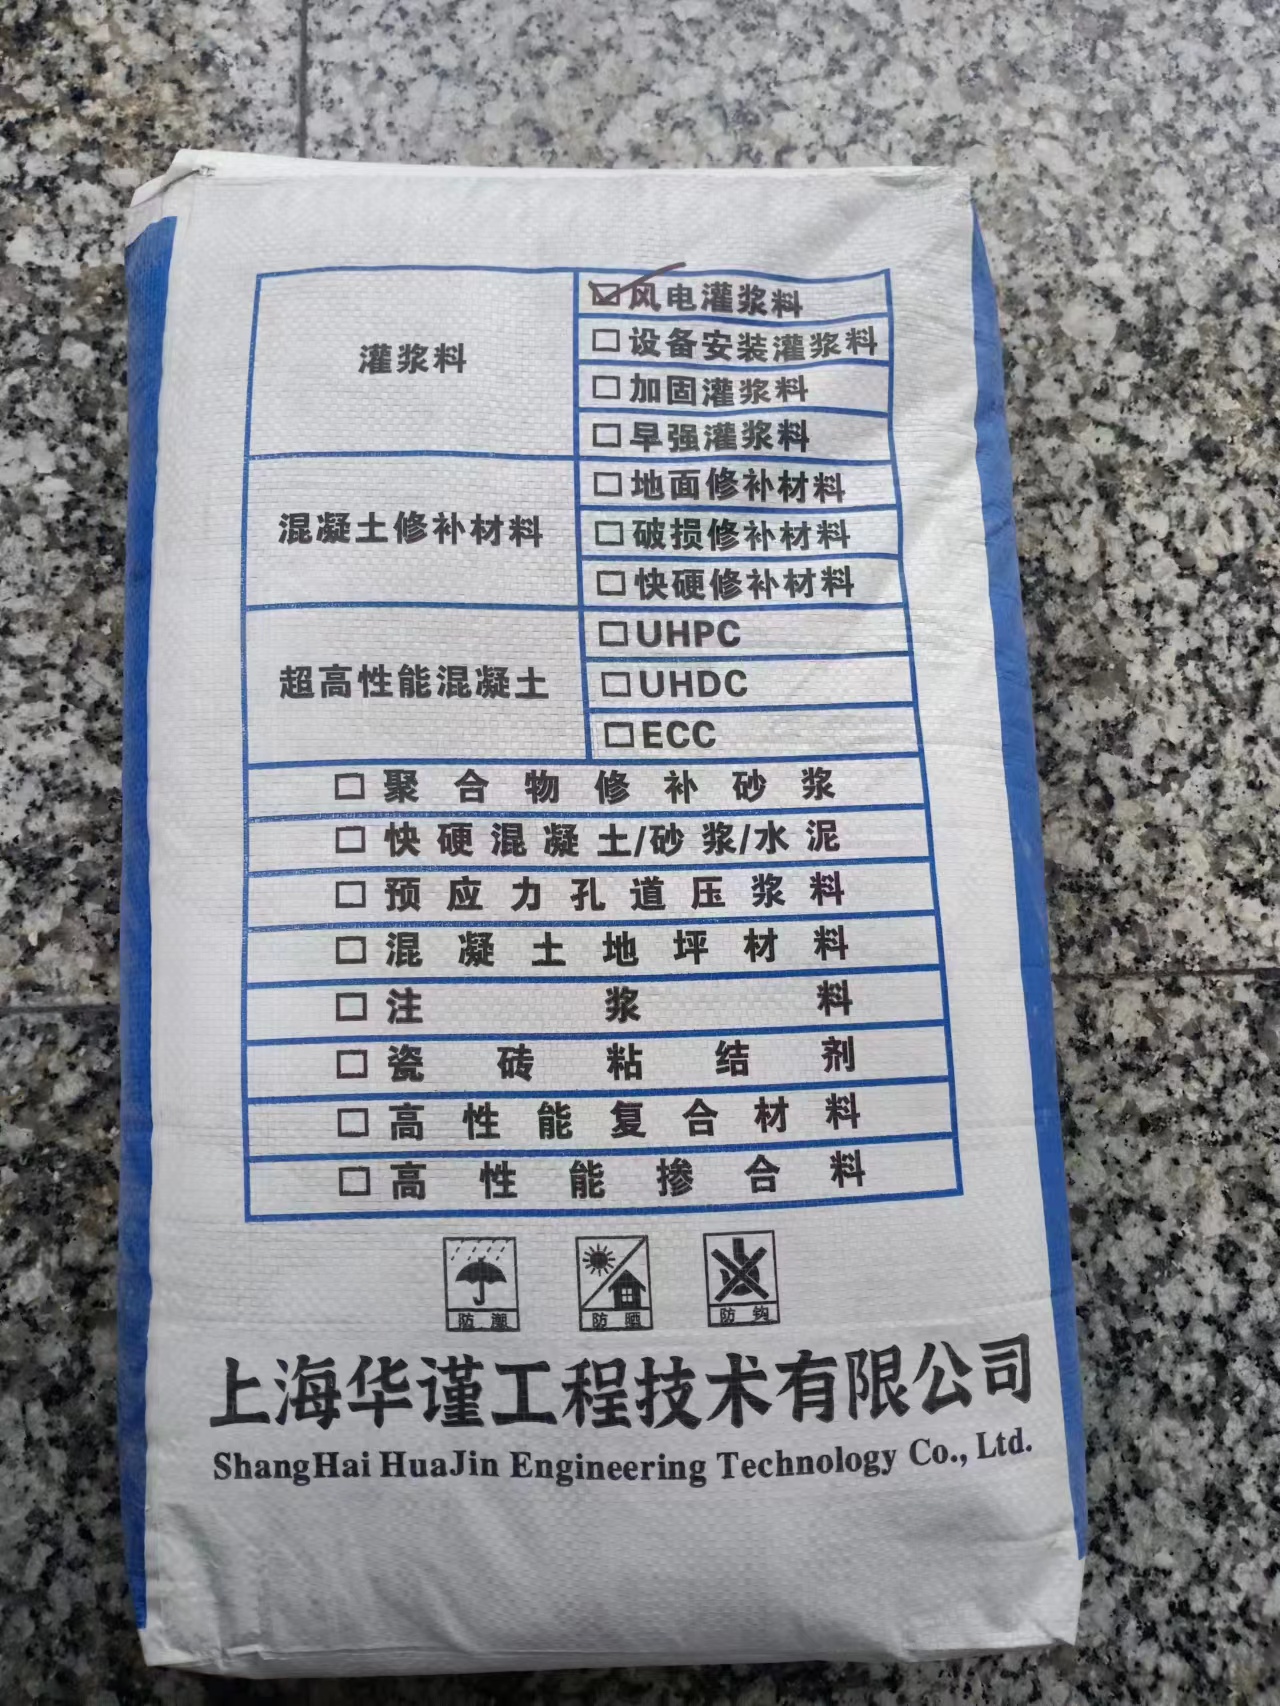 灌浆料
☑风电灌浆料
□设备安装灌浆料
□加固灌浆料
□早强灌浆料
混凝土修补材料
□地面修补材料
□破损修补材料
□快硬修补材料
超高性能混凝土
□UHPC
□UHDC
□ECC
□聚合物修补砂浆
□快硬混凝土/砂浆/水泥
□预应力孔道压浆料
□混凝土地坪材料
□注浆料
□瓷砖粘结剂
□高性能复合材料
□高性能掺合料
防潮 防晒 防钩
上海华谨工程技术有限公司
ShangHai HuaJin Engineering Technology Co., Ltd.